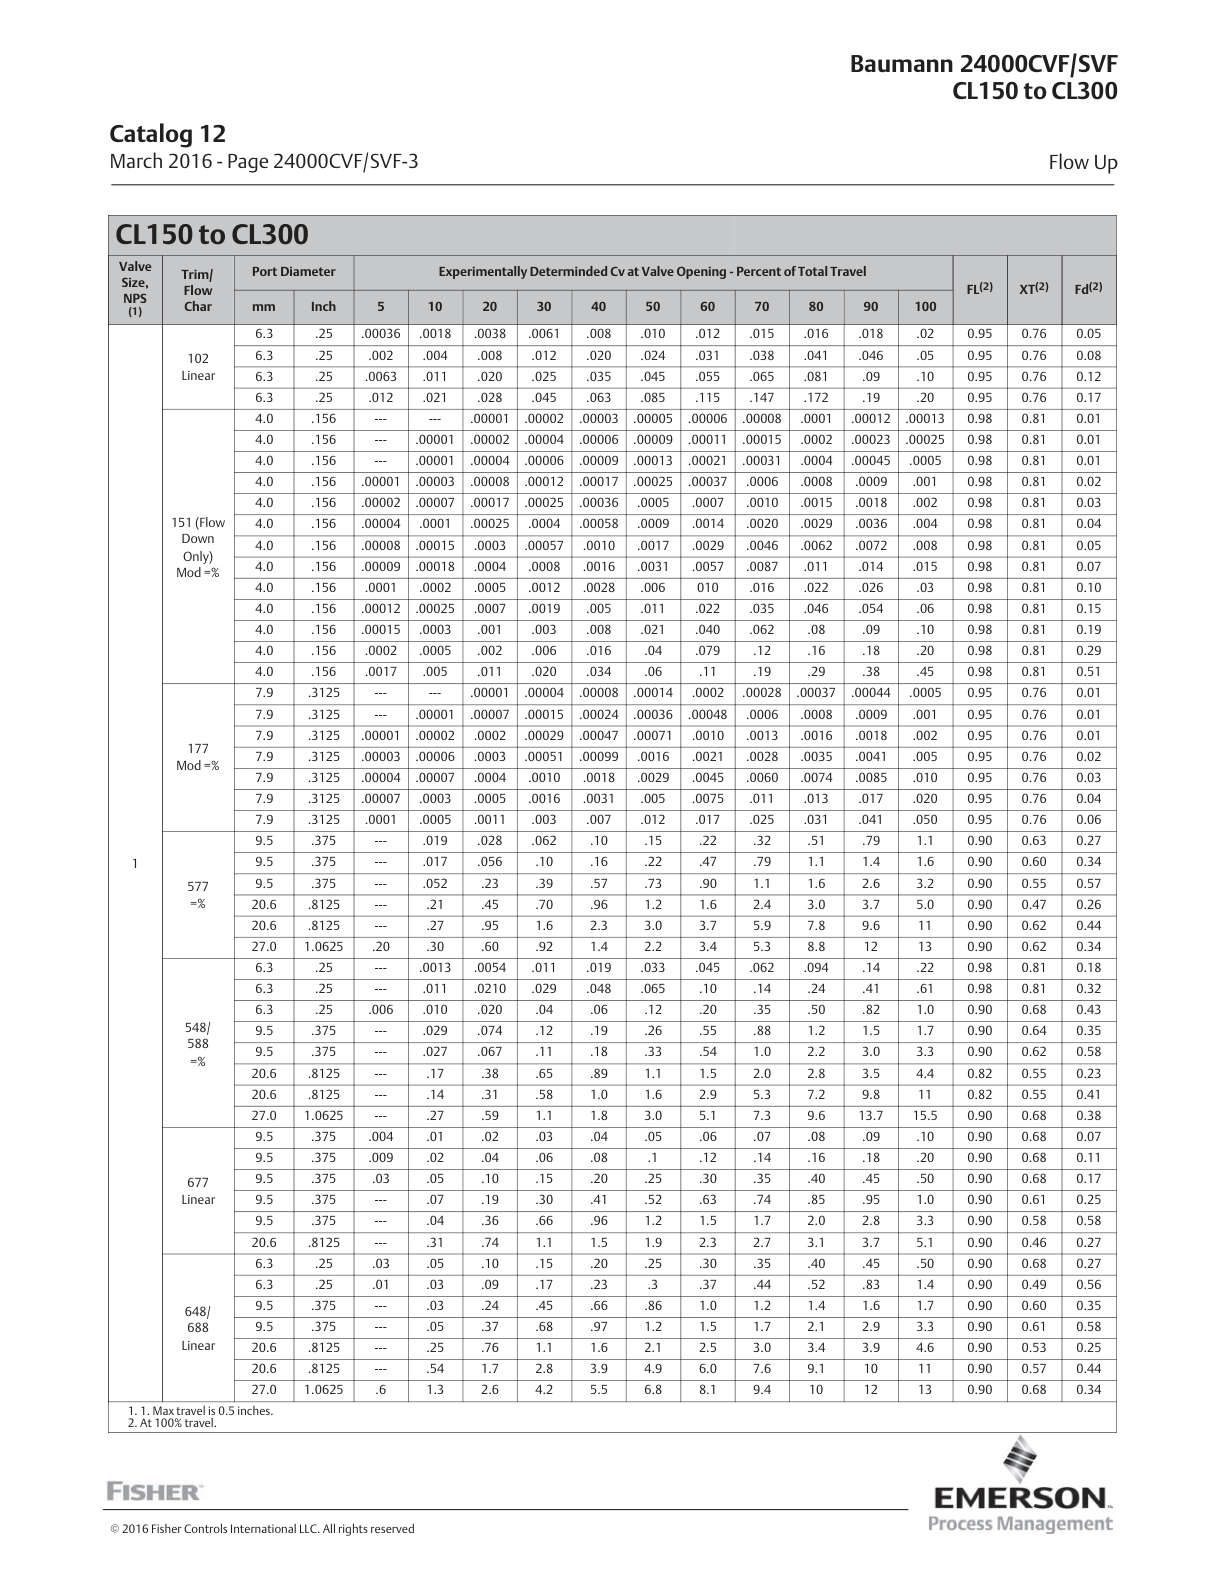 Baumann 24000CVF/SVF
CL150 to CL300
Catalog 12
March 2016 - Page 24000CVF/SVF-3 Flow Up
CL150 to CL300
Valve Size, NPS (1) Trim/ Flow Char Port Diameter Experimentally Determinded Cv at Valve Opening - Percent of Total Travel FL(2) XT(2) Fd(2)
mm Inch 5 10 20 30 40 50 60 70 80 90 100
1
102 Linear
6.3 .25 .00036 .0018 .0038 .0061 .008 .010 .012 .015 .016 .018 .02 0.95 0.76 0.05
6.3 .25 .002 .004 .008 .012 .020 .024 .031 .038 .041 .046 .05 0.95 0.76 0.08
6.3 .25 .0063 .011 .020 .025 .035 .045 .055 .065 .081 .09 .10 0.95 0.76 0.12
6.3 .25 .012 .021 .028 .045 .063 .085 .115 .147 .172 .19 .20 0.95 0.76 0.17
151 (Flow Down Only) Mod =%
4.0 .156 --- --- .00001 .00002 .00003 .00005 .00006 .00008 .0001 .00012 .00013 0.98 0.81 0.01
4.0 .156 --- .00001 .00002 .00004 .00006 .00009 .00011 .00015 .0002 .00023 .00025 0.98 0.81 0.01
4.0 .156 --- .00001 .00004 .00006 .00009 .00013 .00021 .00031 .0004 .00045 .0005 0.98 0.81 0.01
4.0 .156 .00001 .00003 .00008 .00012 .00017 .00025 .00037 .0006 .0008 .0009 .001 0.98 0.81 0.02
4.0 .156 .00002 .00007 .00017 .00025 .00036 .0005 .0007 .0010 .0015 .0018 .002 0.98 0.81 0.03
4.0 .156 .00004 .0001 .00025 .0004 .00058 .0009 .0014 .0020 .0029 .0036 .004 0.98 0.81 0.04
4.0 .156 .00008 .00015 .0003 .00057 .0010 .0017 .0029 .0046 .0062 .0072 .008 0.98 0.81 0.05
4.0 .156 .00009 .00018 .0004 .0008 .0016 .0031 .0057 .0087 .011 .014 .015 0.98 0.81 0.07
4.0 .156 .0001 .0002 .0005 .0012 .0028 .006 010 .016 .022 .026 .03 0.98 0.81 0.10
4.0 .156 .00012 .00025 .0007 .0019 .005 .011 .022 .035 .046 .054 .06 0.98 0.81 0.15
4.0 .156 .00015 .0003 .001 .003 .008 .021 .040 .062 .08 .09 .10 0.98 0.81 0.19
4.0 .156 .0002 .0005 .002 .006 .016 .04 .079 .12 .16 .18 .20 0.98 0.81 0.29
4.0 .156 .0017 .005 .011 .020 .034 .06 .11 .19 .29 .38 .45 0.98 0.81 0.51
177 Mod =%
7.9 .3125 --- --- .00001 .00004 .00008 .00014 .0002 .00028 .00037 .00044 .0005 0.95 0.76 0.01
7.9 .3125 --- .00001 .00007 .00015 .00024 .00036 .00048 .0006 .0008 .0009 .001 0.95 0.76 0.01
7.9 .3125 .00001 .00002 .0002 .00029 .00047 .00071 .0010 .0013 .0016 .0018 .002 0.95 0.76 0.01
7.9 .3125 .00003 .00006 .0003 .00051 .00099 .0016 .0021 .0028 .0035 .0041 .005 0.95 0.76 0.02
7.9 .3125 .00004 .00007 .0004 .0010 .0018 .0029 .0045 .0060 .0074 .0085 .010 0.95 0.76 0.03
7.9 .3125 .00007 .0003 .0005 .0016 .0031 .005 .0075 .011 .013 .017 .020 0.95 0.76 0.04
7.9 .3125 .0001 .0005 .0011 .003 .007 .012 .017 .025 .031 .041 .050 0.95 0.76 0.06
577 =%
9.5 .375 --- .019 .028 .062 .10 .15 .22 .32 .51 .79 1.1 0.90 0.63 0.27
9.5 .375 --- .017 .056 .10 .16 .22 .47 .79 1.1 1.4 1.6 0.90 0.60 0.34
9.5 .375 --- .052 .23 .39 .57 .73 .90 1.1 1.6 2.6 3.2 0.90 0.55 0.57
20.6 .8125 --- .21 .45 .70 .96 1.2 1.6 2.4 3.0 3.7 5.0 0.90 0.47 0.26
20.6 .8125 --- .27 .95 1.6 2.3 3.0 3.7 5.9 7.8 9.6 11 0.90 0.62 0.44
27.0 1.0625 .20 .30 .60 .92 1.4 2.2 3.4 5.3 8.8 12 13 0.90 0.62 0.34
548/ 588 =%
6.3 .25 --- .0013 .0054 .011 .019 .033 .045 .062 .094 .14 .22 0.98 0.81 0.18
6.3 .25 --- .011 .0210 .029 .048 .065 .10 .14 .24 .41 .61 0.98 0.81 0.32
6.3 .25 .006 .010 .020 .04 .06 .12 .20 .35 .50 .82 1.0 0.90 0.68 0.43
9.5 .375 --- .029 .074 .12 .19 .26 .55 .88 1.2 1.5 1.7 0.90 0.64 0.35
9.5 .375 --- .027 .067 .11 .18 .33 .54 1.0 2.2 3.0 3.3 0.90 0.62 0.58
20.6 .8125 --- .17 .38 .65 .89 1.1 1.5 2.0 2.8 3.5 4.4 0.82 0.55 0.23
20.6 .8125 --- .14 .31 .58 1.0 1.6 2.9 5.3 7.2 9.8 11 0.82 0.55 0.41
27.0 1.0625 --- .27 .59 1.1 1.8 3.0 5.1 7.3 9.6 13.7 15.5 0.90 0.68 0.38
677 Linear
9.5 .375 .004 .01 .02 .03 .04 .05 .06 .07 .08 .09 .10 0.90 0.68 0.07
9.5 .375 .009 .02 .04 .06 .08 .1 .12 .14 .16 .18 .20 0.90 0.68 0.11
9.5 .375 .03 .05 .10 .15 .20 .25 .30 .35 .40 .45 .50 0.90 0.68 0.17
9.5 .375 --- .07 .19 .30 .41 .52 .63 .74 .85 .95 1.0 0.90 0.61 0.25
9.5 .375 --- .04 .36 .66 .96 1.2 1.5 1.7 2.0 2.8 3.3 0.90 0.58 0.58
20.6 .8125 --- .31 .74 1.1 1.5 1.9 2.3 2.7 3.1 3.7 5.1 0.90 0.46 0.27
648/ 688 Linear
6.3 .25 .03 .05 .10 .15 .20 .25 .30 .35 .40 .45 .50 0.90 0.68 0.27
6.3 .25 .01 .03 .09 .17 .23 .3 .37 .44 .52 .83 1.4 0.90 0.49 0.56
9.5 .375 --- .03 .24 .45 .66 .86 1.0 1.2 1.4 1.6 1.7 0.90 0.60 0.35
9.5 .375 --- .05 .37 .68 .97 1.2 1.5 1.7 2.1 2.9 3.3 0.90 0.61 0.58
20.6 .8125 --- .25 .76 1.1 1.6 2.1 2.5 3.0 3.4 3.9 4.6 0.90 0.53 0.25
20.6 .8125 --- .54 1.7 2.8 3.9 4.9 6.0 7.6 9.1 10 11 0.90 0.57 0.44
27.0 1.0625 .6 1.3 2.6 4.2 5.5 6.8 8.1 9.4 10 12 13 0.90 0.68 0.34
1. 1. Max travel is 0.5 inches.
2. At 100% travel.
FISHER™
EMERSON™
Process Management
© 2016 Fisher Controls International LLC. All rights reserved